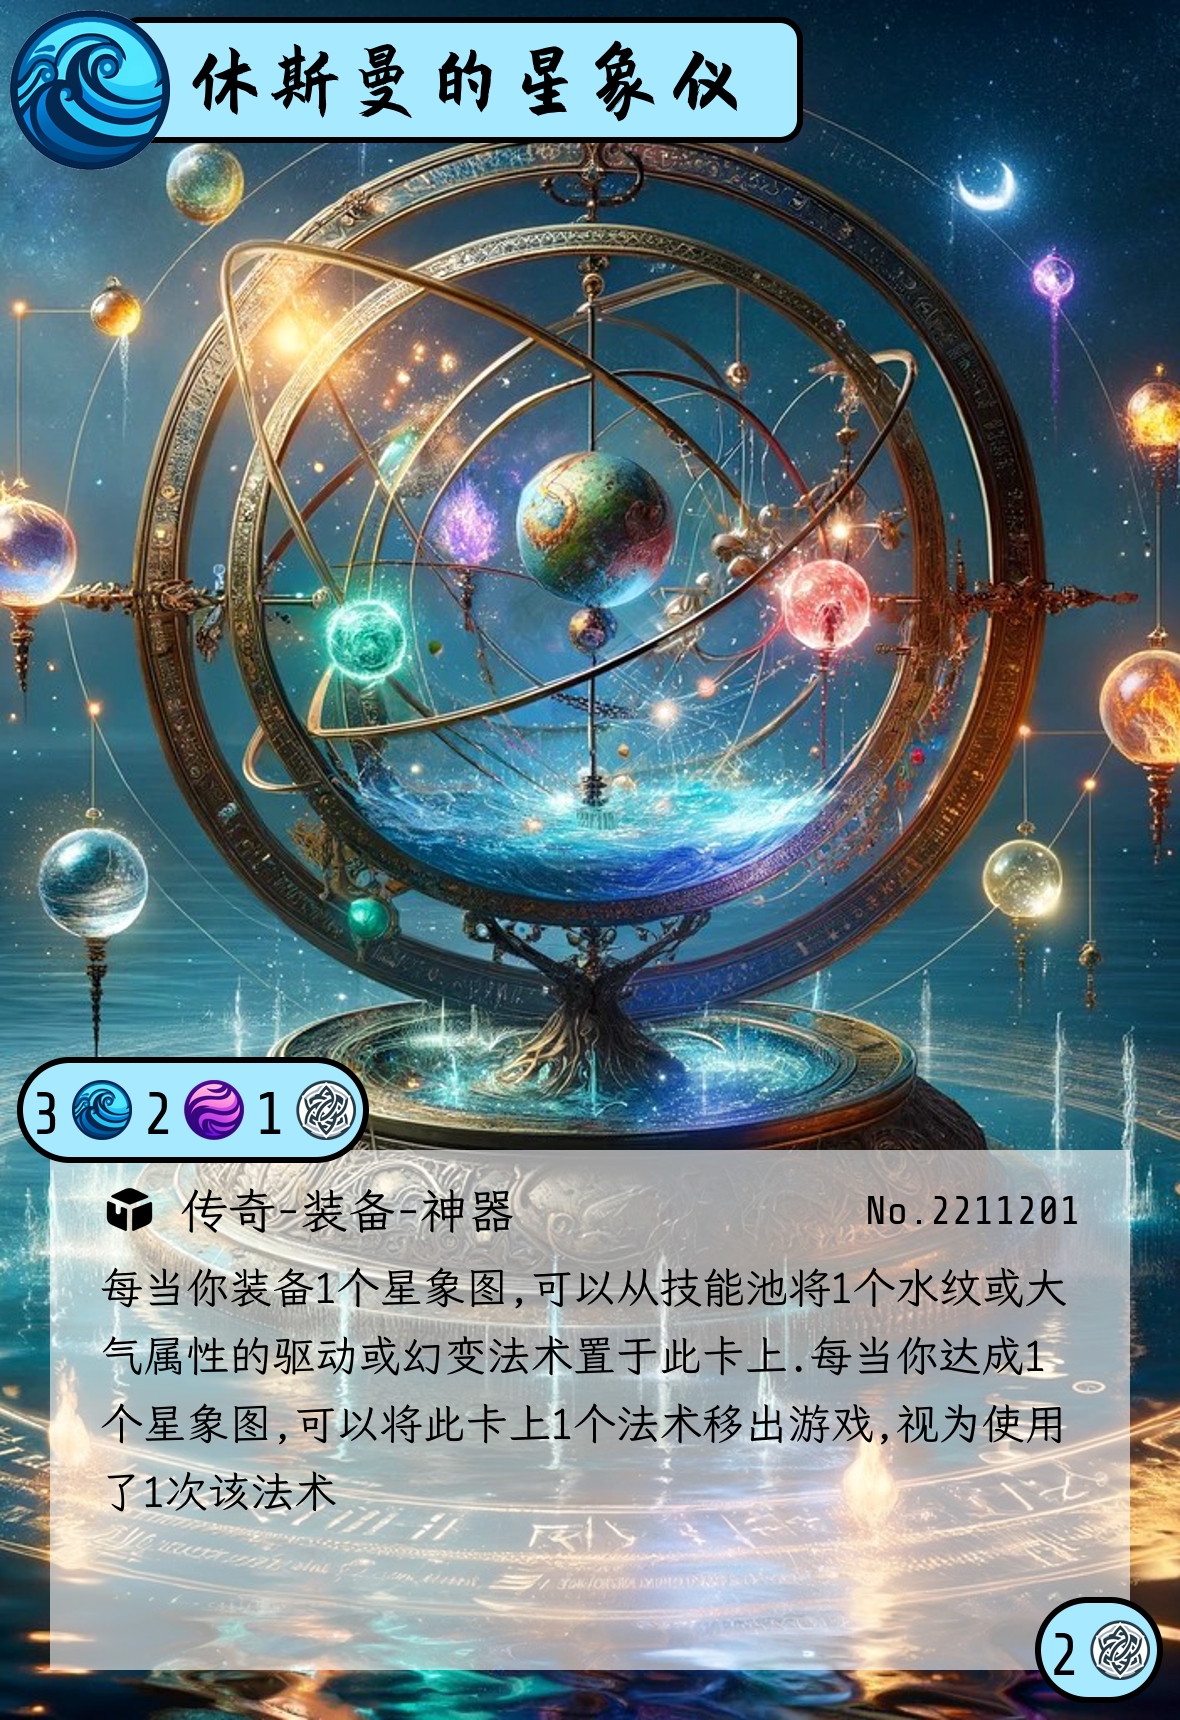 休斯曼的星象仪
3 2 1
传奇-装备-神器 No.2211201
每当你装备1个星象图,可以从技能池将1个水纹或大
气属性的驱动或幻变法术置于此卡上.每当你达成1
个星象图,可以将此卡上1个法术移出游戏,视为使用
了1次该法术
2